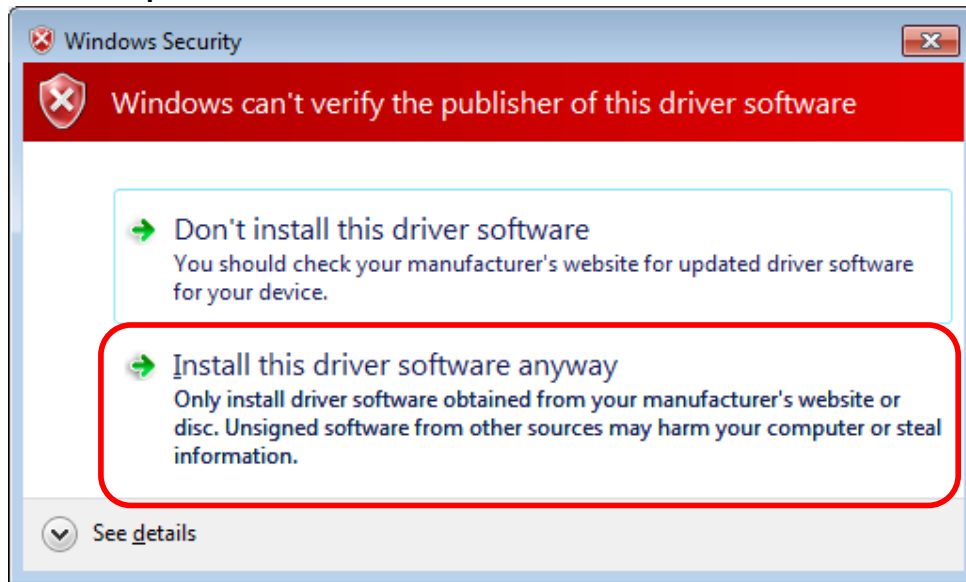 Windows Security
Windows can't verify the publisher of this driver software
Don't install this driver software
You should check your manufacturer's website for updated driver software
for your device.
Install this driver software anyway
Only install driver software obtained from your manufacturer's website or
disc. Unsigned software from other sources may harm your computer or steal
information.
See details